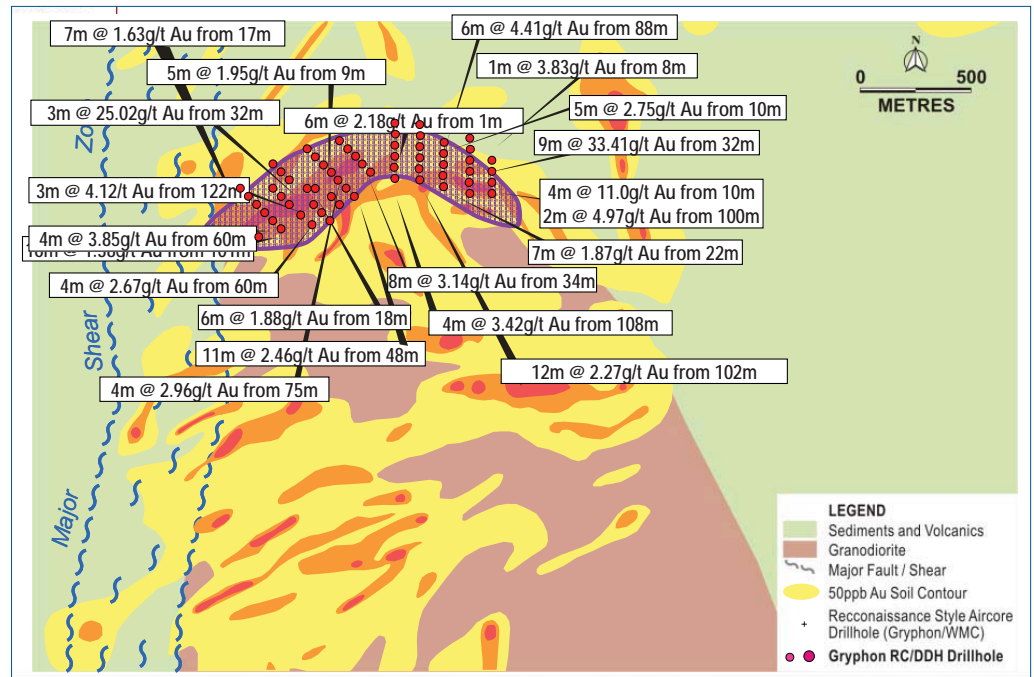 7m @ 1.63g/t Au from 17m
6m @ 4.41g/t Au from 88m
5m @ 1.95g/t Au from 9m
1m @ 3.83g/t Au from 8m
3m @ 25.02g/t Au from 32m
6m @ 2.18g/t Au from 1m
5m @ 2.75g/t Au from 10m
9m @ 33.41g/t Au from 32m
3m @ 4.12/t Au from 122m
4m @ 11.0g/t Au from 10m
2m @ 4.97g/t Au from 100m
4m @ 3.85g/t Au from 60m
7m @ 1.87g/t Au from 22m
4m @ 2.67g/t Au from 60m
8m @ 3.14g/t Au from 34m
6m @ 1.88g/t Au from 18m
4m @ 3.42g/t Au from 108m
11m @ 2.46g/t Au from 48m
12m @ 2.27g/t Au from 102m
4m @ 2.96g/t Au from 75m
Major Shear
N
0 500
METRES
LEGEND
Sediments and Volcanics
Granodiorite
Major Fault / Shear
50ppb Au Soil Contour
Recconaissance Style Aircore
Drillhole (Gryphon/WMC)
Gryphon RC/DDH Drillhole